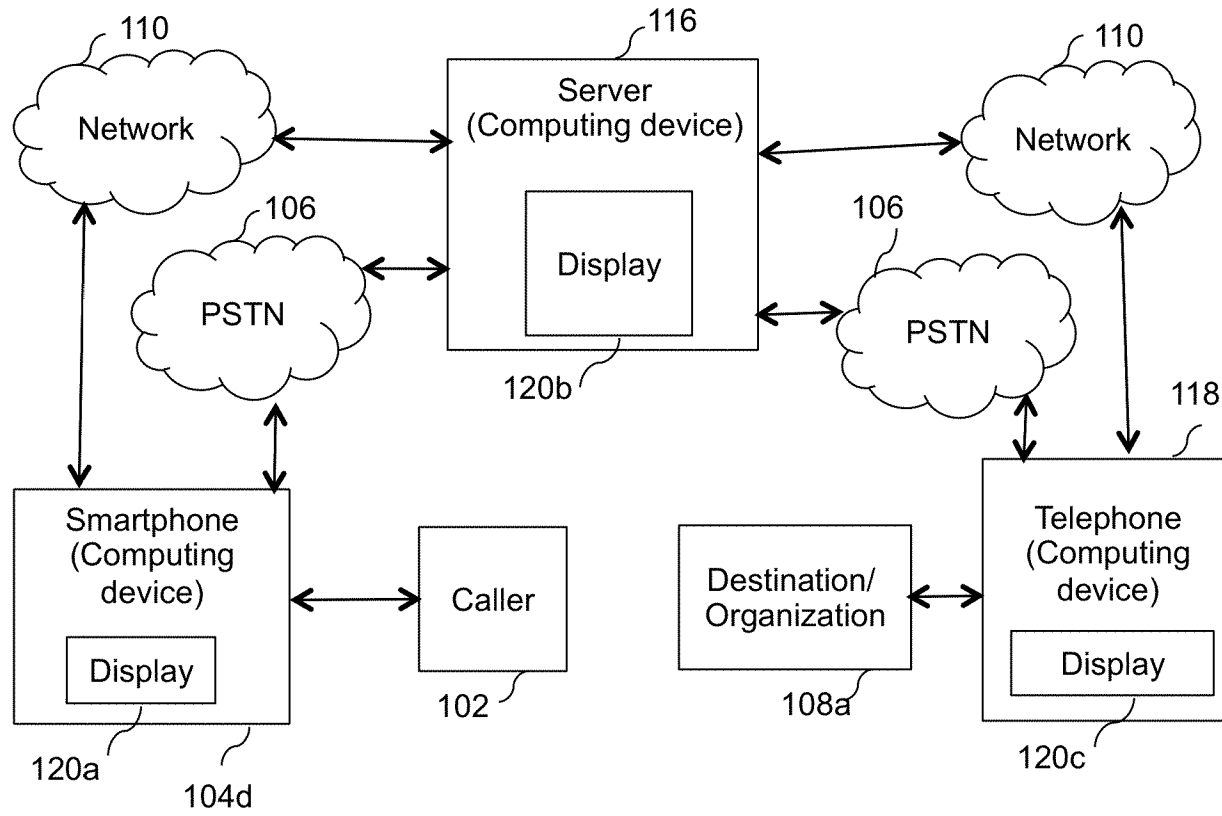 110
116
110
Server
(Computing device)
Network
Network
106
106
Display
PSTN
PSTN
120b
118
Smartphone
(Computing
device)
Telephone
(Computing
device)
Caller
Destination/
Organization
Display
Display
102
108a
120a
120c
104d